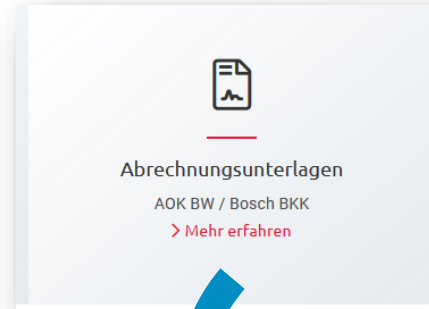 Abrechnungsunterlagen
AOK BW / Bosch BKK
> Mehr erfahren